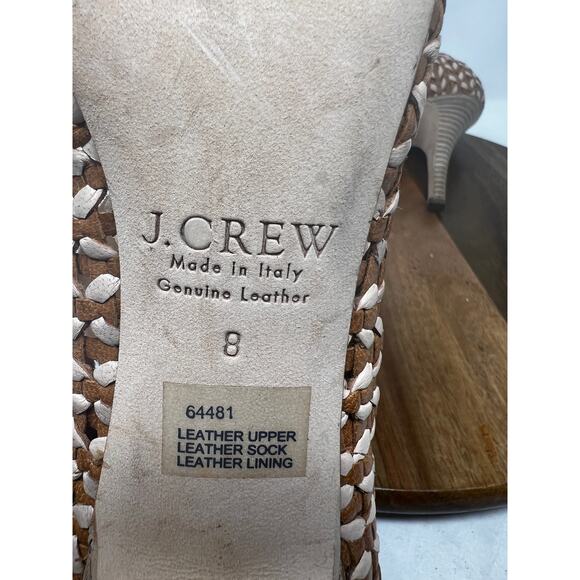 J.CREW
Made in Italy
Genuine Leather
8
64481
LEATHER UPPER
LEATHER SOCK
LEATHER LINING